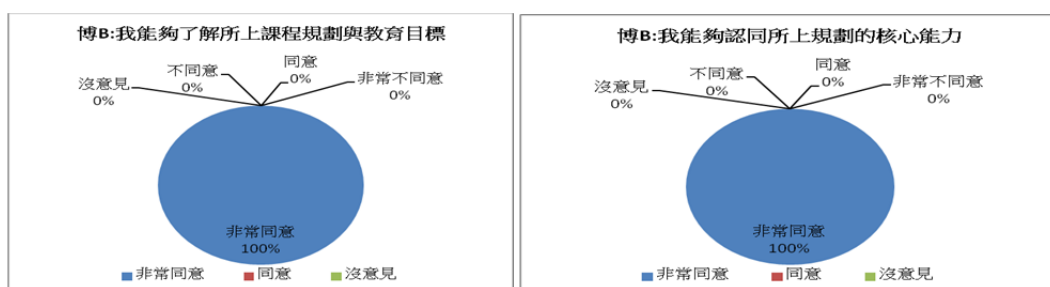 博B:我能夠了解所上課程規劃與教育目標
沒意見
0%
不同意
0%
同意
0%
非常不同意
0%
非常同意
100%
非常同意 同意 沒意見
博B:我能夠認同所上規劃的核心能力
沒意見
0%
不同意
0%
同意
0%
非常不同意
0%
非常同意
100%
非常同意 同意 沒意見